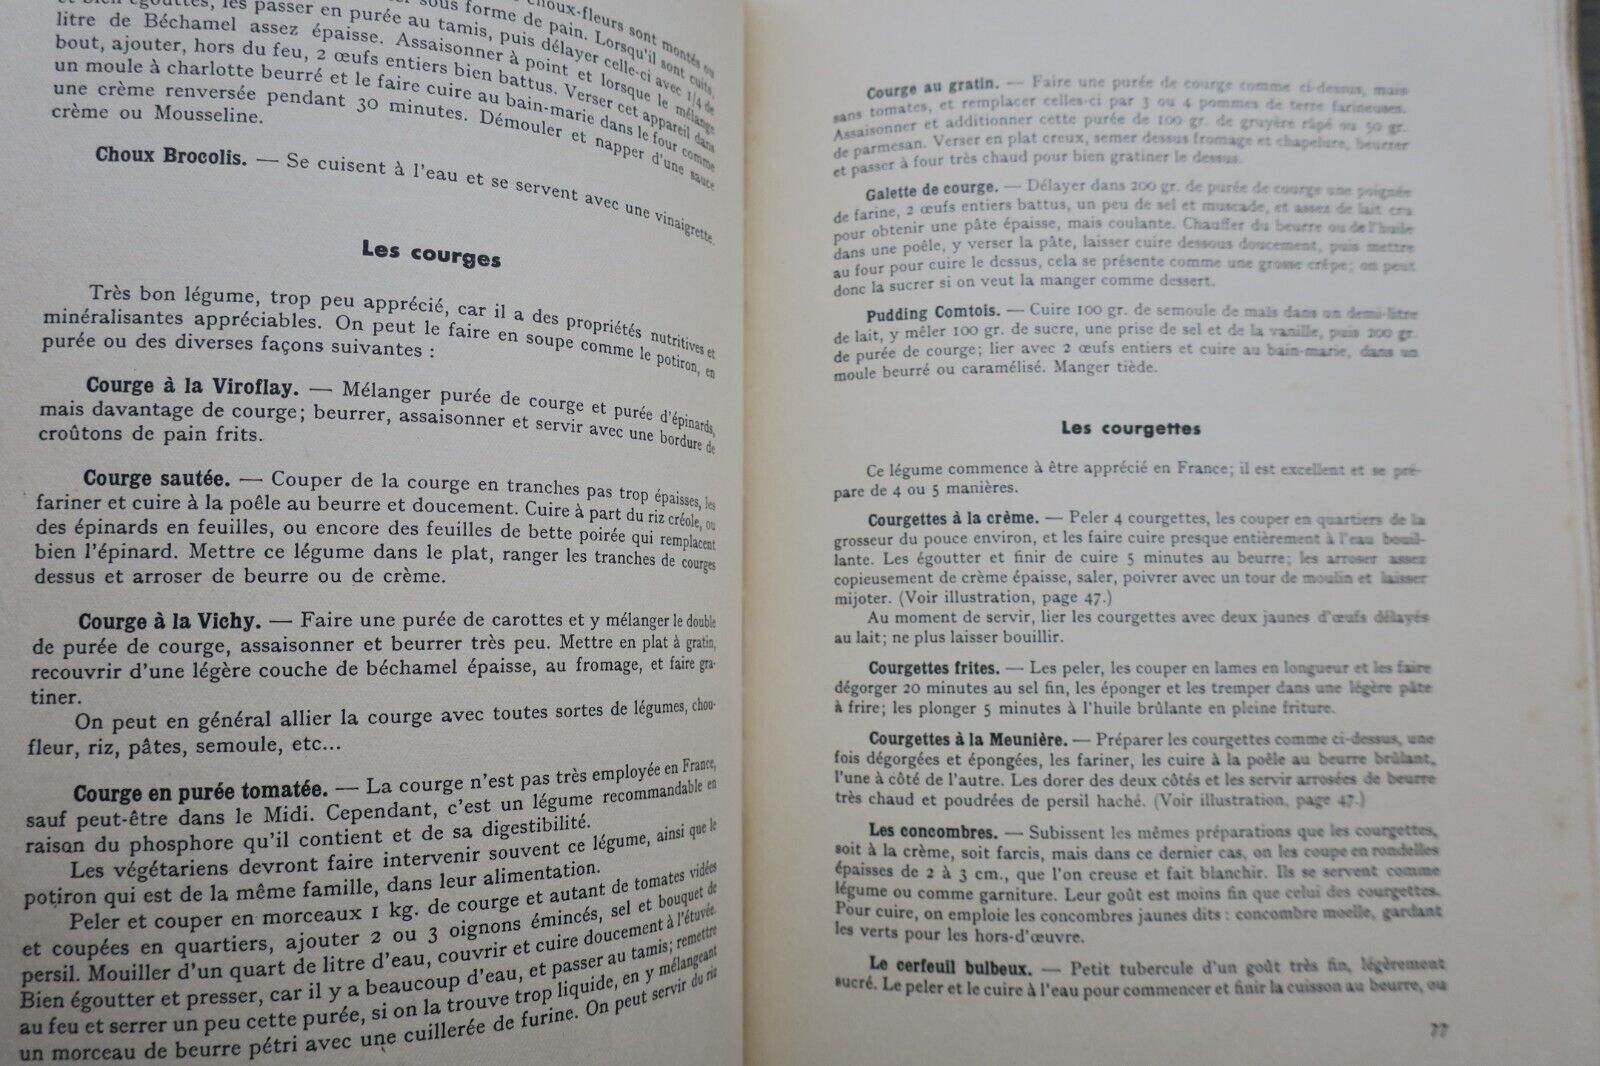 choux-fleurs sont montés ou
sous forme de pain. Lorsqu'il sont cuits,
et bien égouttés, les passer en purée au tamis, puis délayer celle-ci avec 1/4 de
litre de Béchamel assez épaisse. Assaisonner à point et lorsque le mélange
bout, ajouter, hors du feu, 2 œufs entiers bien battus. Verser cet appareil dans
un moule à charlotte beurré et le faire cuire au bain-marie dans le four comme
une crème renversée pendant 30 minutes. Démouler et napper d'une sauce
crème ou Mousseline.
Choux Brocolis. — Se cuisent à l'eau et se servent avec une vinaigrette.
Les courges
Très bon légume, trop peu apprécié, car il a des propriétés nutritives et
minéralisantes appréciables. On peut le faire en soupe comme le potiron, en
purée ou des diverses façons suivantes :
Courge à la Viroflay. — Mélanger purée de courge et purée d'épinards,
mais davantage de courge; beurrer, assaisonner et servir avec une bordure de
croûtons de pain frits.
Courge sautée. — Couper de la courge en tranches pas trop épaisses, les
fariner et cuire à la poêle au beurre et doucement. Cuire à part du riz créole, ou
des épinards en feuilles, ou encore des feuilles de bette poirée qui remplacent
bien l'épinard. Mettre ce légume dans le plat, ranger les tranches de courges
dessus et arroser de beurre ou de crème.
Courge à la Vichy. — Faire une purée de carottes et y mélanger le double
de purée de courge, assaisonner et beurrer très peu. Mettre en plat à gratin,
recouvrir d'une légère couche de béchamel épaisse, au fromage, et faire gra-
tiner.
On peut en général allier la courge avec toutes sortes de légumes, chou-
fleur, riz, pâtes, semoule, etc...
Courge en purée tomatée. — La courge n'est pas très employée en France,
sauf peut-être dans le Midi. Cependant, c'est un légume recommandable en
raison du phosphore qu'il contient et de sa digestibilité.
Les végétariens devront faire intervenir souvent ce légume, ainsi que le
potiron qui est de la même famille, dans leur alimentation.
Peler et couper en morceaux 1 kg. de courge et autant de tomates vidées
et coupées en quartiers, ajouter 2 ou 3 oignons émincés, sel et bouquet de
persil. Mouiller d'un quart de litre d'eau, couvrir et cuire doucement à l'étuvée.
Bien égoutter et presser, car il y a beaucoup d'eau, et passer au tamis; remettre
au feu et serrer un peu cette purée, si on la trouve trop liquide, en y mélangeant
un morceau de beurre pétri avec une cuillerée de furine. On peut servir du riz
Courge au gratin. — Faire une purée de courge comme ci-dessus, mais
sans tomates, et remplacer celles-ci par 3 ou 4 pommes de terre farineuses.
Assaisonner et additionner cette purée de 100 gr. de gruyère râpé ou 50 gr.
de parmesan. Verser en plat creux, semer dessus fromage et chapelure, beurrer
et passer à four très chaud pour bien gratiner le dessus.
Galette de courge. — Délayer dans 200 gr. de purée de courge une poignée
de farine, 2 œufs entiers battus, un peu de sel et muscade, et assez de lait cru
pour obtenir une pâte épaisse, mais coulante. Chauffer du beurre ou de l'huile
dans une poêle, y verser la pâte, laisser cuire dessous doucement, puis mettre
au four pour cuire le dessus, cela se présente comme une grosse crêpe; on peut
donc la sucrer si on veut la manger comme dessert.
Pudding Comtois. — Cuire 100 gr. de semoule de maïs dans un demi-litre
de lait, y mêler 100 gr. de sucre, une prise de sel et de la vanille, puis 200 gr.
de purée de courge; lier avec 2 œufs entiers et cuire au bain-marie, dans un
moule beurré ou caramélisé. Manger tiède.
Les courgettes
Ce légume commence à être apprécié en France; il est excellent et se pré-
pare de 4 ou 5 manières.
Courgettes à la crème. — Peler 4 courgettes, les couper en quartiers de la
grosseur du pouce environ, et les faire cuire presque entièrement à l'eau bouil-
lante. Les égoutter et finir de cuire 5 minutes au beurre; les arroser assez
copieusement de crème épaisse, saler, poivrer avec un tour de moulin et laisser
mijoter. (Voir illustration, page 47.)
Au moment de servir, lier les courgettes avec deux jaunes d'œufs délayés
au lait; ne plus laisser bouillir.
Courgettes frites. — Les peler, les couper en lames en longueur et les faire
dégorger 20 minutes au sel fin, les éponger et les tremper dans une légère pâte
à frire; les plonger 5 minutes à l'huile brûlante en pleine friture.
Courgettes à la Meunière. — Préparer les courgettes comme ci-dessus, une
fois dégorgées et épongées, les fariner, les cuire à la poêle au beurre brûlant,
l'une à côté de l'autre. Les dorer des deux côtés et les servir arrosées de beurre
très chaud et poudrées de persil haché. (Voir illustration, page 47.)
Les concombres. — Subissent les mêmes préparations que les courgettes,
soit à la crème, soit farcis, mais dans ce dernier cas, on les coupe en rondelles
épaisses de 2 à 3 cm., que l'on creuse et fait blanchir. Ils se servent comme
légume ou comme garniture. Leur goût est moins fin que celui des courgettes.
Pour cuire, on emploie les concombres jaunes dits : concombre moelle, gardant
les verts pour les hors-d'œuvre.
Le cerfeuil bulbeux. — Petit tubercule d'un goût très fin, légèrement
sucré. Le peler et le cuire à l'eau pour commencer et finir la cuisson au beurre, ou
77